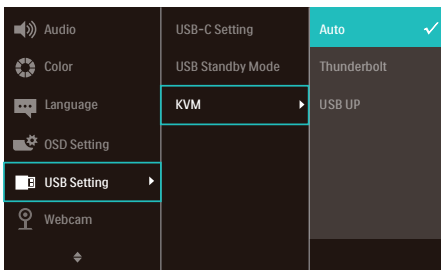 Audio
Color
Language
OSD Setting
USB Setting
Webcam
USB-C Setting
USB Standby Mode
KVM
Auto
Thunderbolt
USB UP